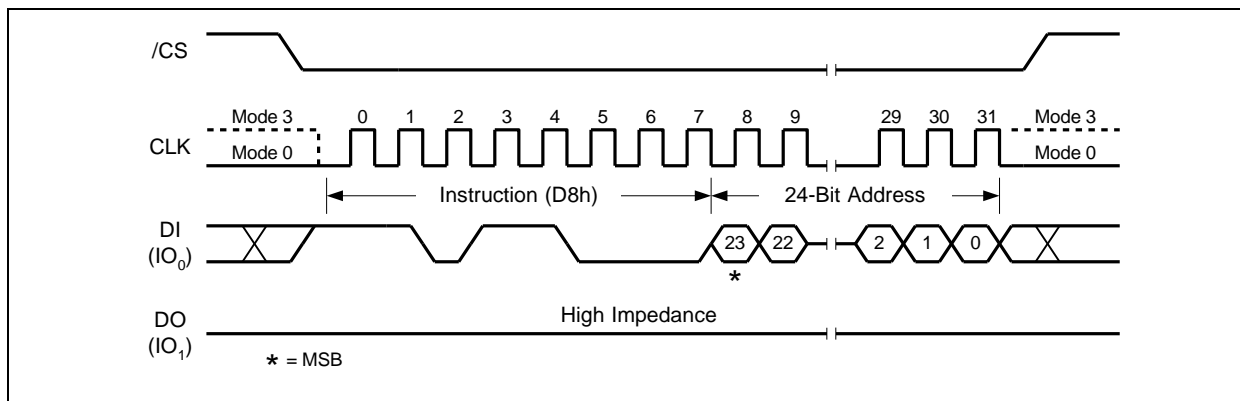 /CS
Mode 3 0 1 2 3 4 5 6 7 8 9 29 30 31 Mode 3
CLK
Mode 0 Mode 0
Instruction (D8h) 24-Bit Address
DI
(IO0) 23 22 2 1 0
*
High Impedance
DO
(IO1)
* = MSB